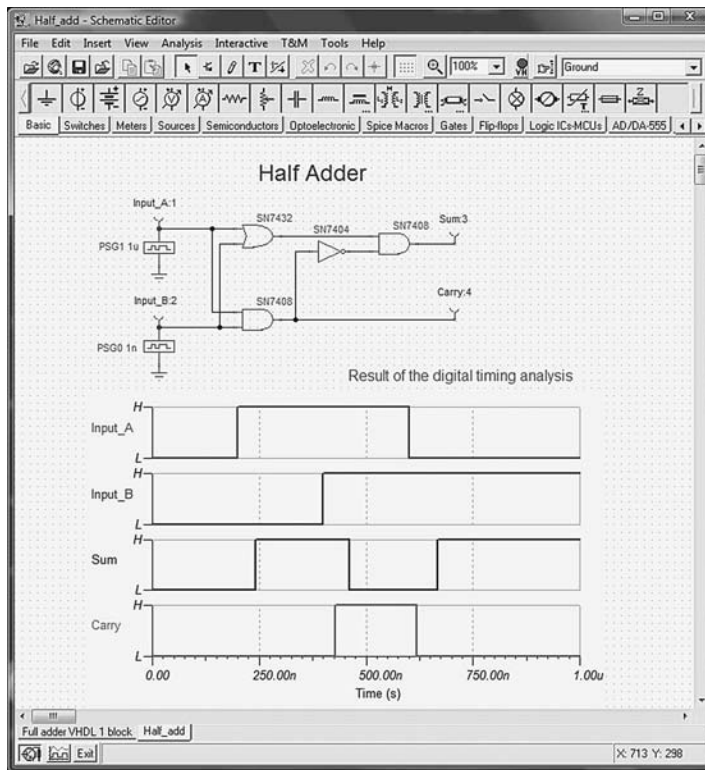 Half_add - Schematic Editor
File Edit Insert View Analysis Interactive T&M Tools Help
T 100% Ground
Basic Switches Meters Sources Semiconductors Optoelectronic Spice Macros Gates Flip-flops Logic ICs-MCUs AD/DA-555
Half Adder
Input_A:1
SN7432
SN7404
SN7408
Sum:3
PSG1 1u
Input_B:2
SN7408
Carry:4
PSG0 1n
Result of the digital timing analysis
H
Input_A
L
H
Input_B
L
H
Sum
L
H
Carry
L
0.00 250.00n 500.00n 750.00n 1.00u
Time (s)
Full adder VHDL 1 block Half_add
Exit X: 713 Y: 298